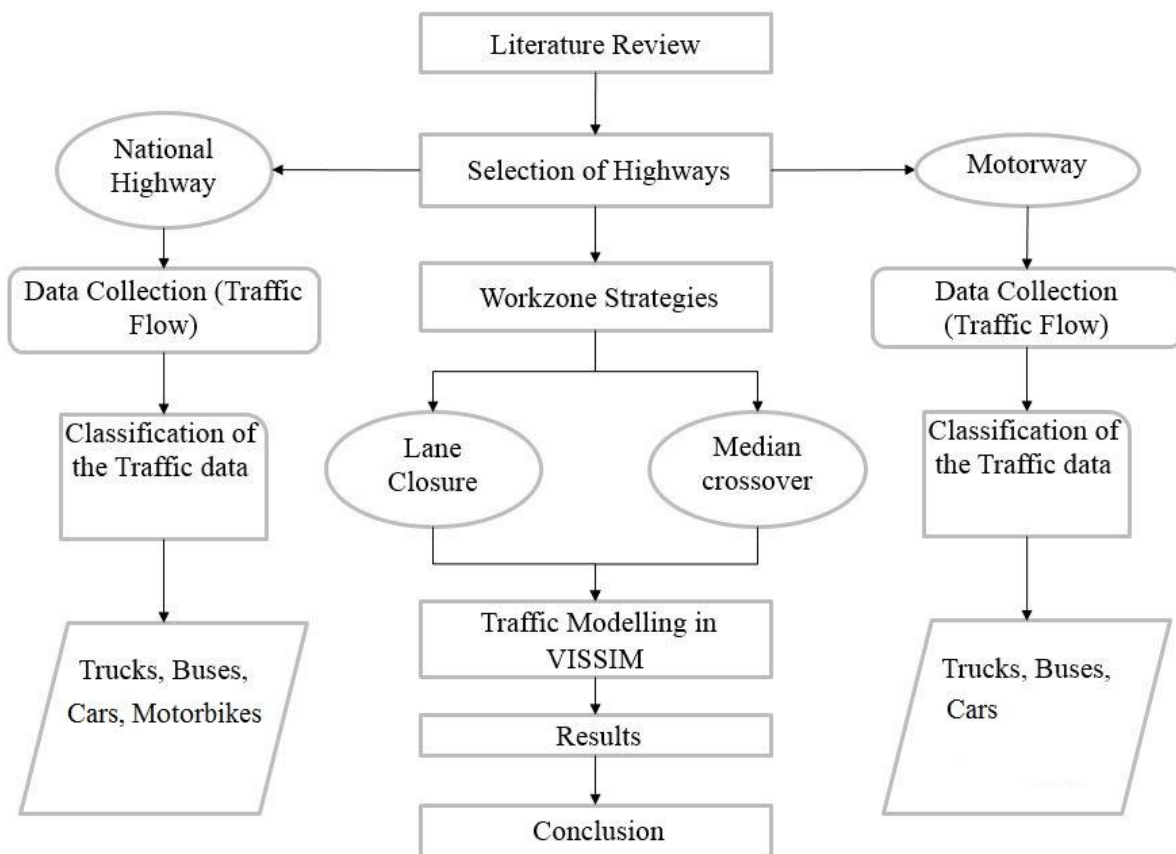 Literature Review
National
Highway
Selection of Highways
Motorway
Data Collection (Traffic
Flow)
Workzone Strategies
Data Collection
(Traffic Flow)
Classification of
the Traffic data
Lane
Closure
Median
crossover
Classification of
the Traffic data
Traffic Modelling in
VISSIM
Trucks, Buses,
Cars, Motorbikes
Trucks, Buses,
Cars
Results
Conclusion